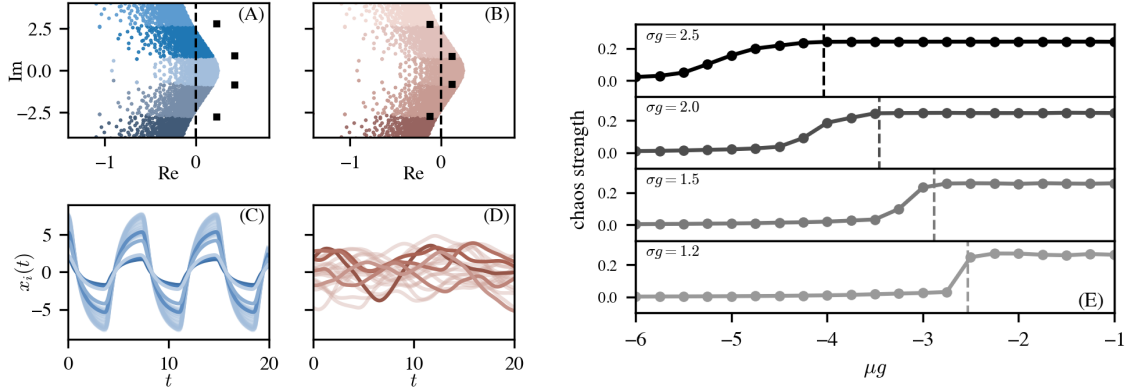 (A)
2.5
0.0
−2.5
Im
−1
0
Re
(B)
−1
0
Re
(C)
5
0
−5
xᵢ(t)
0
10
20
t
(D)
0
10
20
t
chaos strength
σg = 2.5
0.2
0.0
σg = 2.0
0.2
0.0
σg = 1.5
0.2
0.0
σg = 1.2
0.2
0.0
(E)
−6
−5
−4
−3
−2
−1
μg